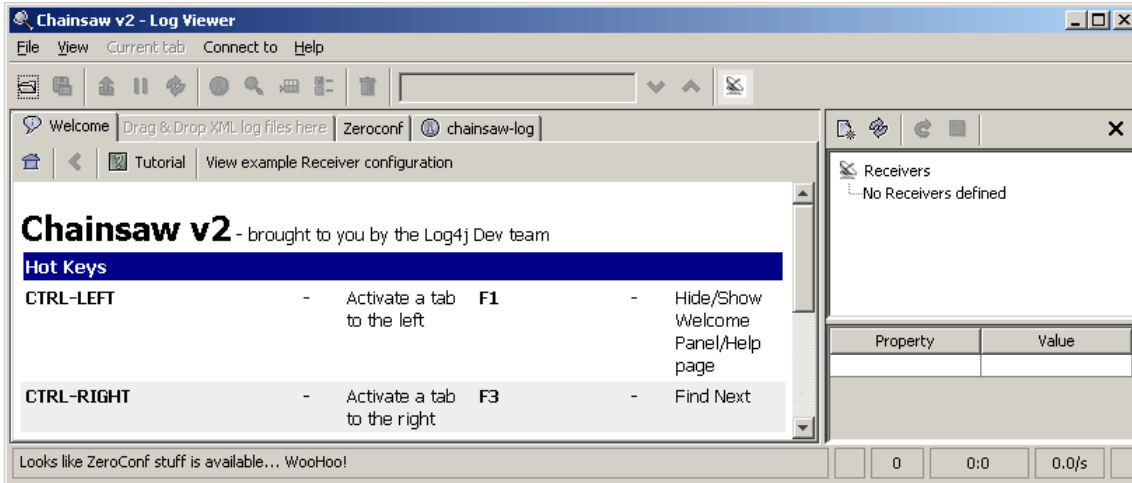 Chainsaw v2 - Log Viewer
File View Current tab Connect to Help
Welcome Drag & Drop XML log files here Zeroconf chainsaw-log
Tutorial View example Receiver configuration
Chainsaw v2 - brought to you by the Log4j Dev team
Hot Keys
CTRL-LEFT - Activate a tab F1 - Hide/Show
to the left Welcome
Panel/Help
page
CTRL-RIGHT - Activate a tab F3 - Find Next
to the right
Receivers
No Receivers defined
Property Value
Looks like ZeroConf stuff is available... WooHoo! 0 0:0 0.0/s